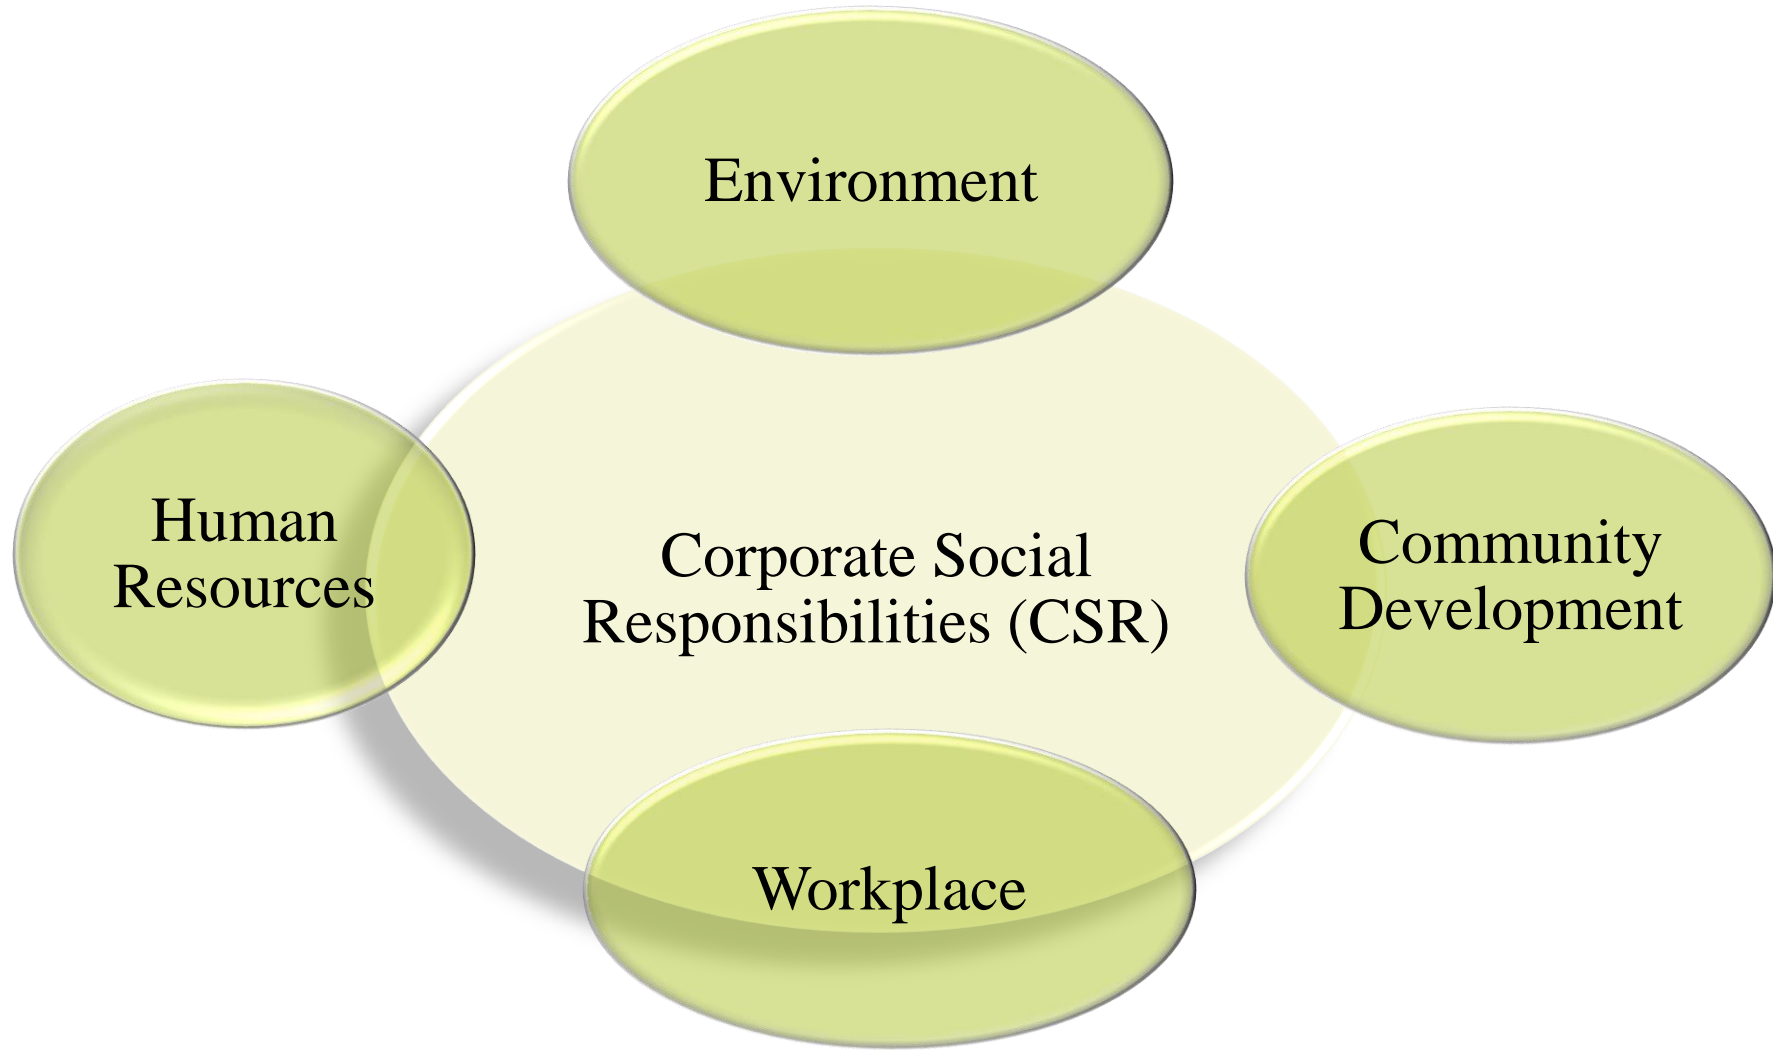 Environment
Human
Resources
Corporate Social
Responsibilities (CSR)
Community
Development
Workplace